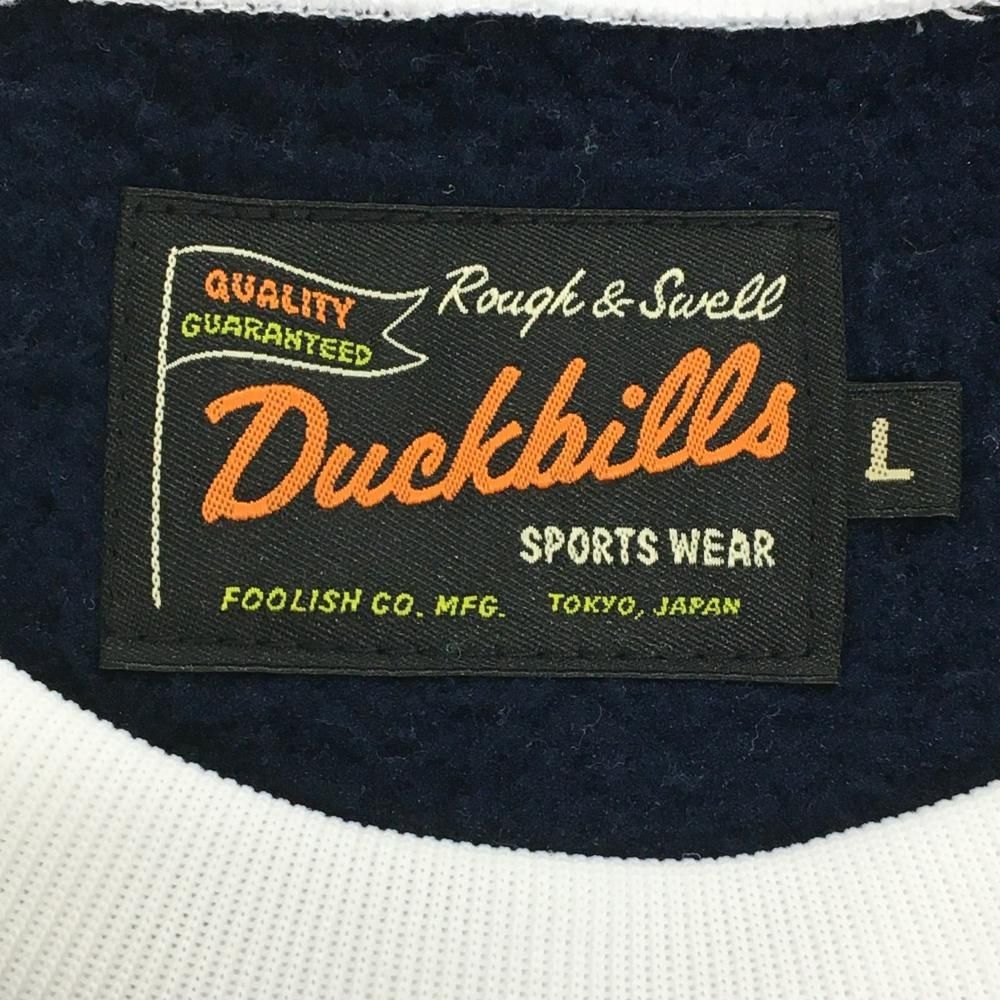 QUALITY
GUARANTEED
Rough & Swell
Duckbills
L
SPORTS WEAR
FOOLISH CO. MFG. TOKYO, JAPAN